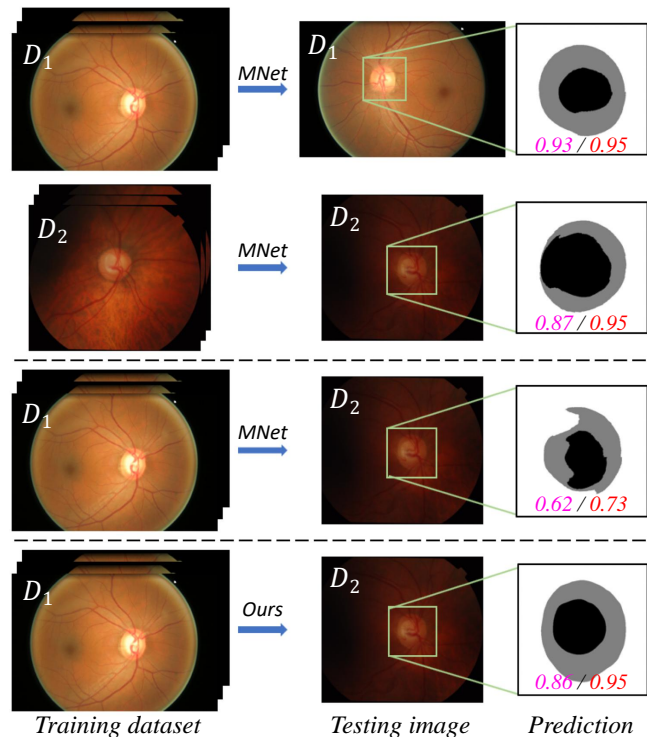 D1 MNet D1 0.93 / 0.95
D2 MNet D2 0.87 / 0.95
D1 MNet D2 0.62 / 0.73
D1 Ours D2 0.86 / 0.95
Training dataset Testing image Prediction